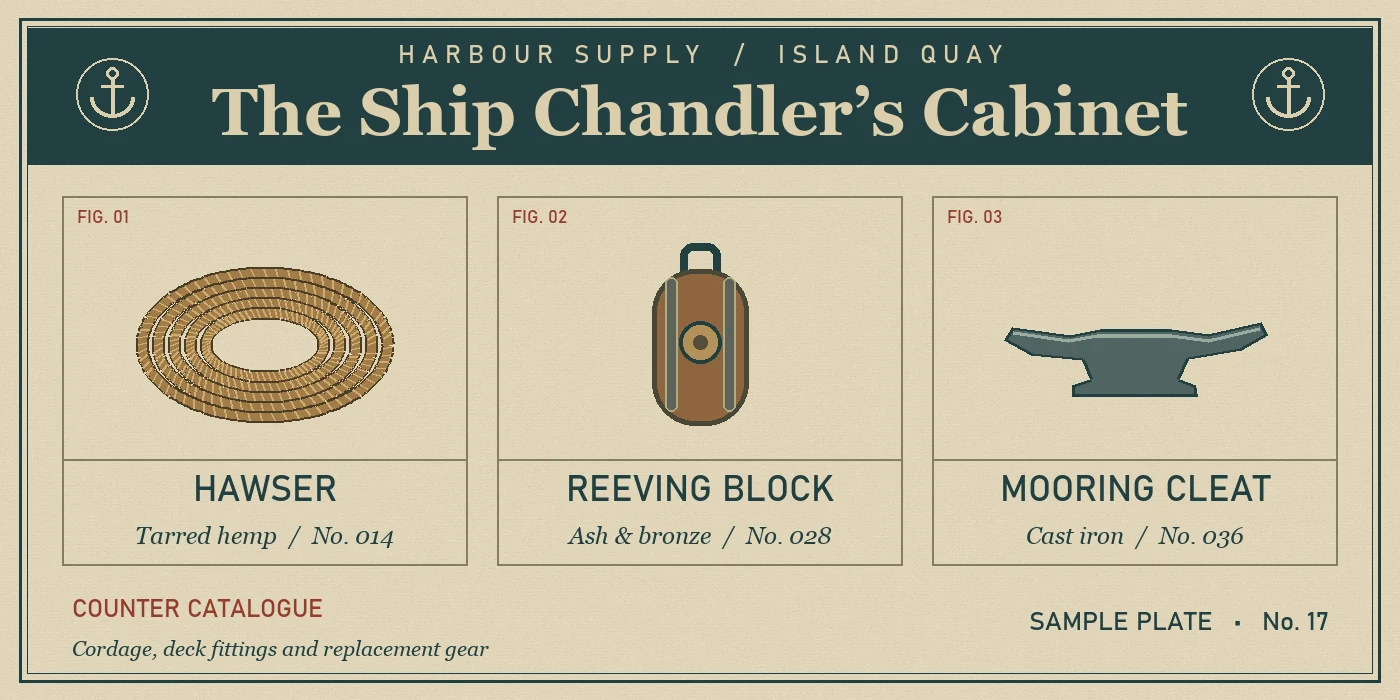 HARBOUR SUPPLY / ISLAND QUAY
The Ship Chandler’s Cabinet
FIG. 01
HAWSER
Tarred hemp / No. 014
FIG. 02
REEVING BLOCK
Ash & bronze / No. 028
FIG. 03
MOORING CLEAT
Cast iron / No. 036
COUNTER CATALOGUE
Cordage, deck fittings and replacement gear
SAMPLE PLATE · No. 17